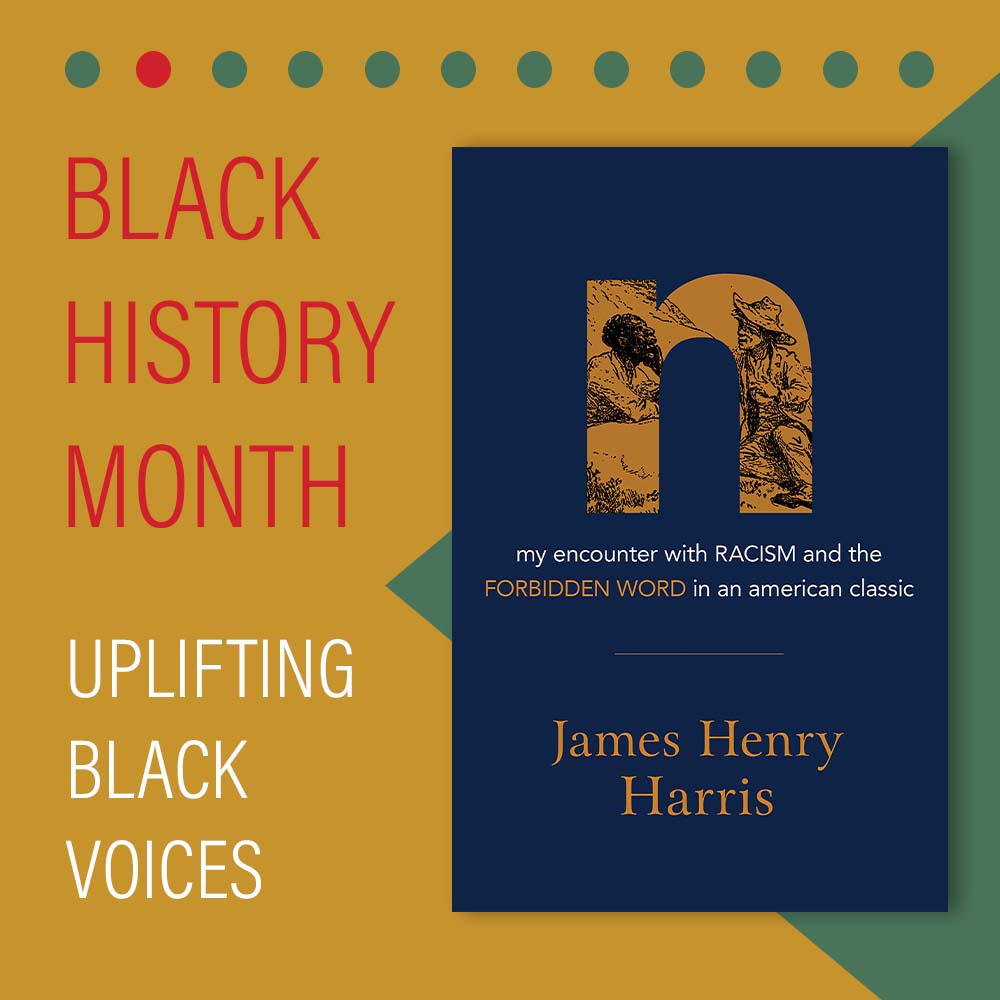 BLACK
HISTORY
MONTH
UPLIFTING
BLACK
VOICES
n
my encounter with RACISM and the
FORBIDDEN WORD in an american classic
James Henry
Harris